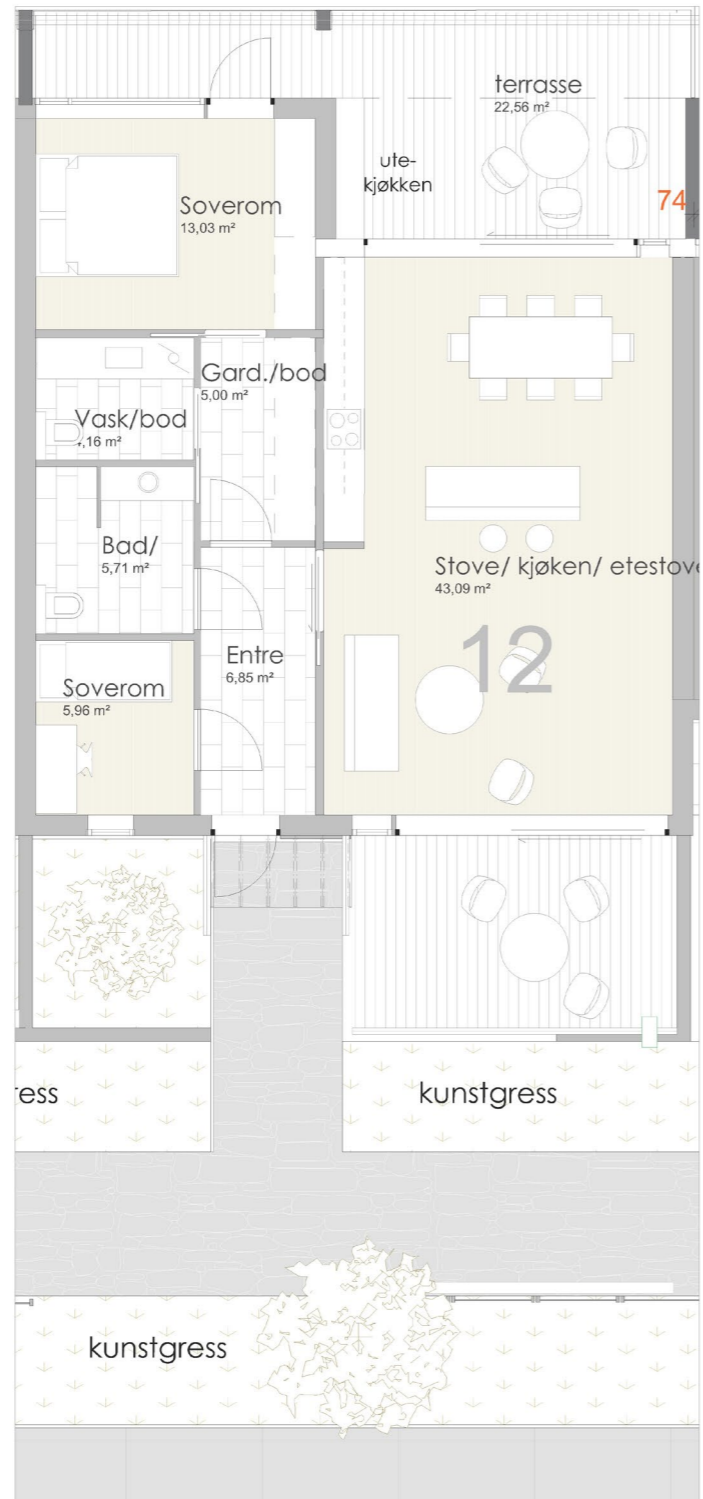 terrasse
22,56 m²
ute-
kjøkken
74
Soverom
13,03 m²
Gard./bod
5,00 m²
Vask/bod
,16 m²
Bad/
5,71 m²
Stove/ kjøken/ etestove
43,09 m²
12
Entre
6,85 m²
Soverom
5,96 m²
ress
kunstgress
kunstgress